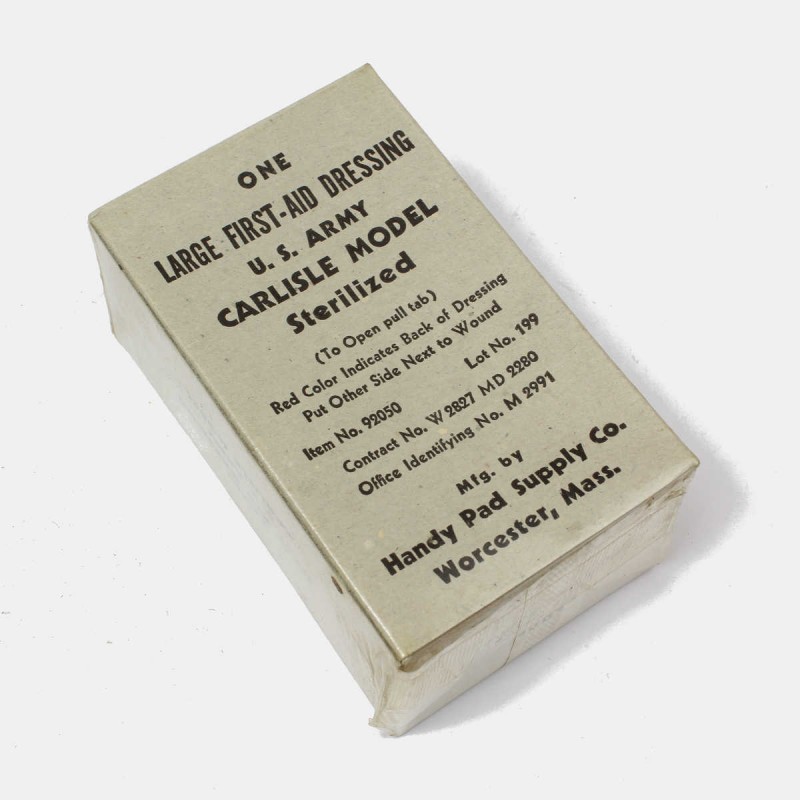 ONE
LARGE FIRST-AID DRESSING
U. S. ARMY
CARLISLE MODEL
Sterilized
(To Open pull tab)
Red Color Indicates Back of Dressing
Put Other Side Next to Wound
Item No. 92050 Lot No. 199
Contract No. W 2827 MD 2280
Office Identifying No. M 2991
Mfg. by
Handy Pad Supply Co.
Worcester, Mass.